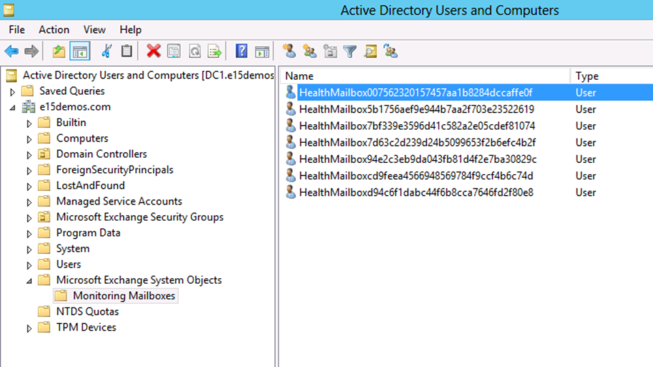 Active Directory Users and Computers
File Action View Help
Active Directory Users and Computers [DC1.e15demos
Saved Queries
e15demos.com
Builtin
Computers
Domain Controllers
ForeignSecurityPrincipals
LostAndFound
Managed Service Accounts
Microsoft Exchange Security Groups
Program Data
System
Users
Microsoft Exchange System Objects
Monitoring Mailboxes
NTDS Quotas
TPM Devices
Name Type
HealthMailbox007562320157457aa1b8284dccaffe0f User
HealthMailbox5b1756aef9e944b7aa2f703e23522619 User
HealthMailbox7bf339e3596d41c582a2e05cdef81074 User
HealthMailbox7d63c2d239d24b5099653f2b6efc4b2f User
HealthMailbox94e2c3eb9da043fb81d4f2e7ba30829c User
HealthMailboxcd9feea4566948569784f9ccf4b6c74d User
HealthMailboxd94c6f1dabc44f6b8cca7646fd2f80e8 User